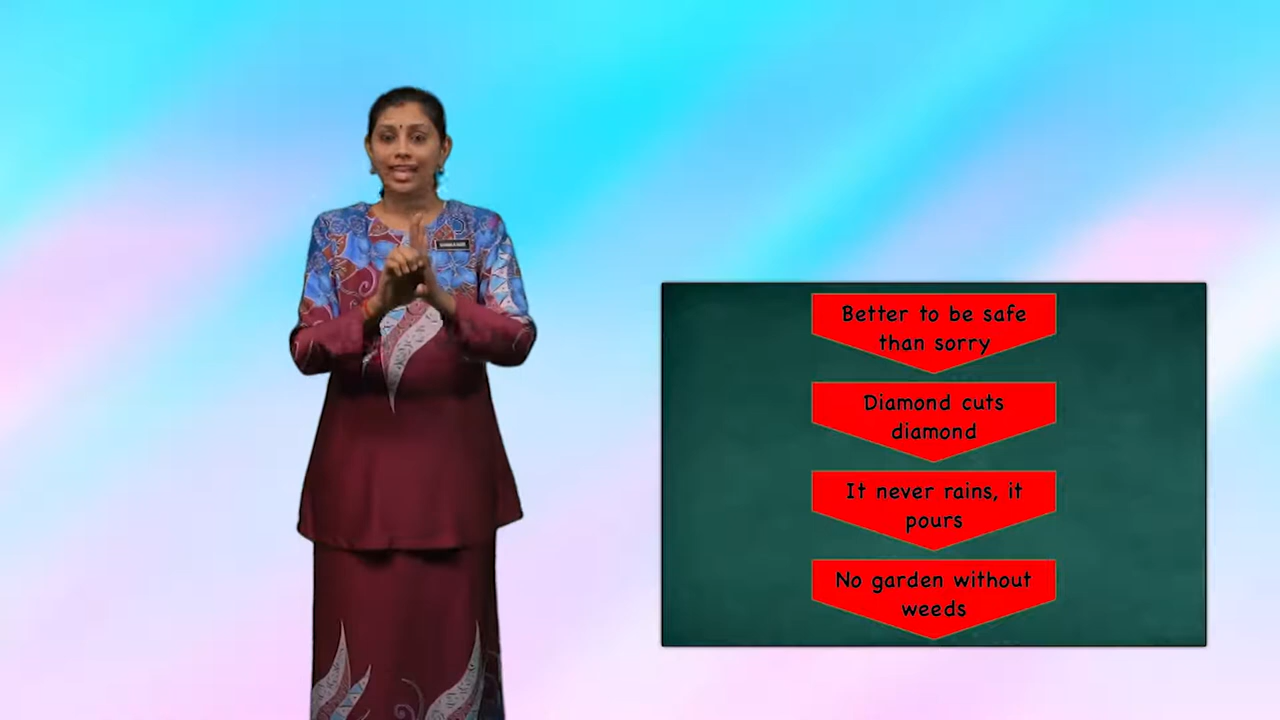 Better to be safe
than sorry
Diamond cuts
diamond
It never rains, it
pours
No garden without
weeds